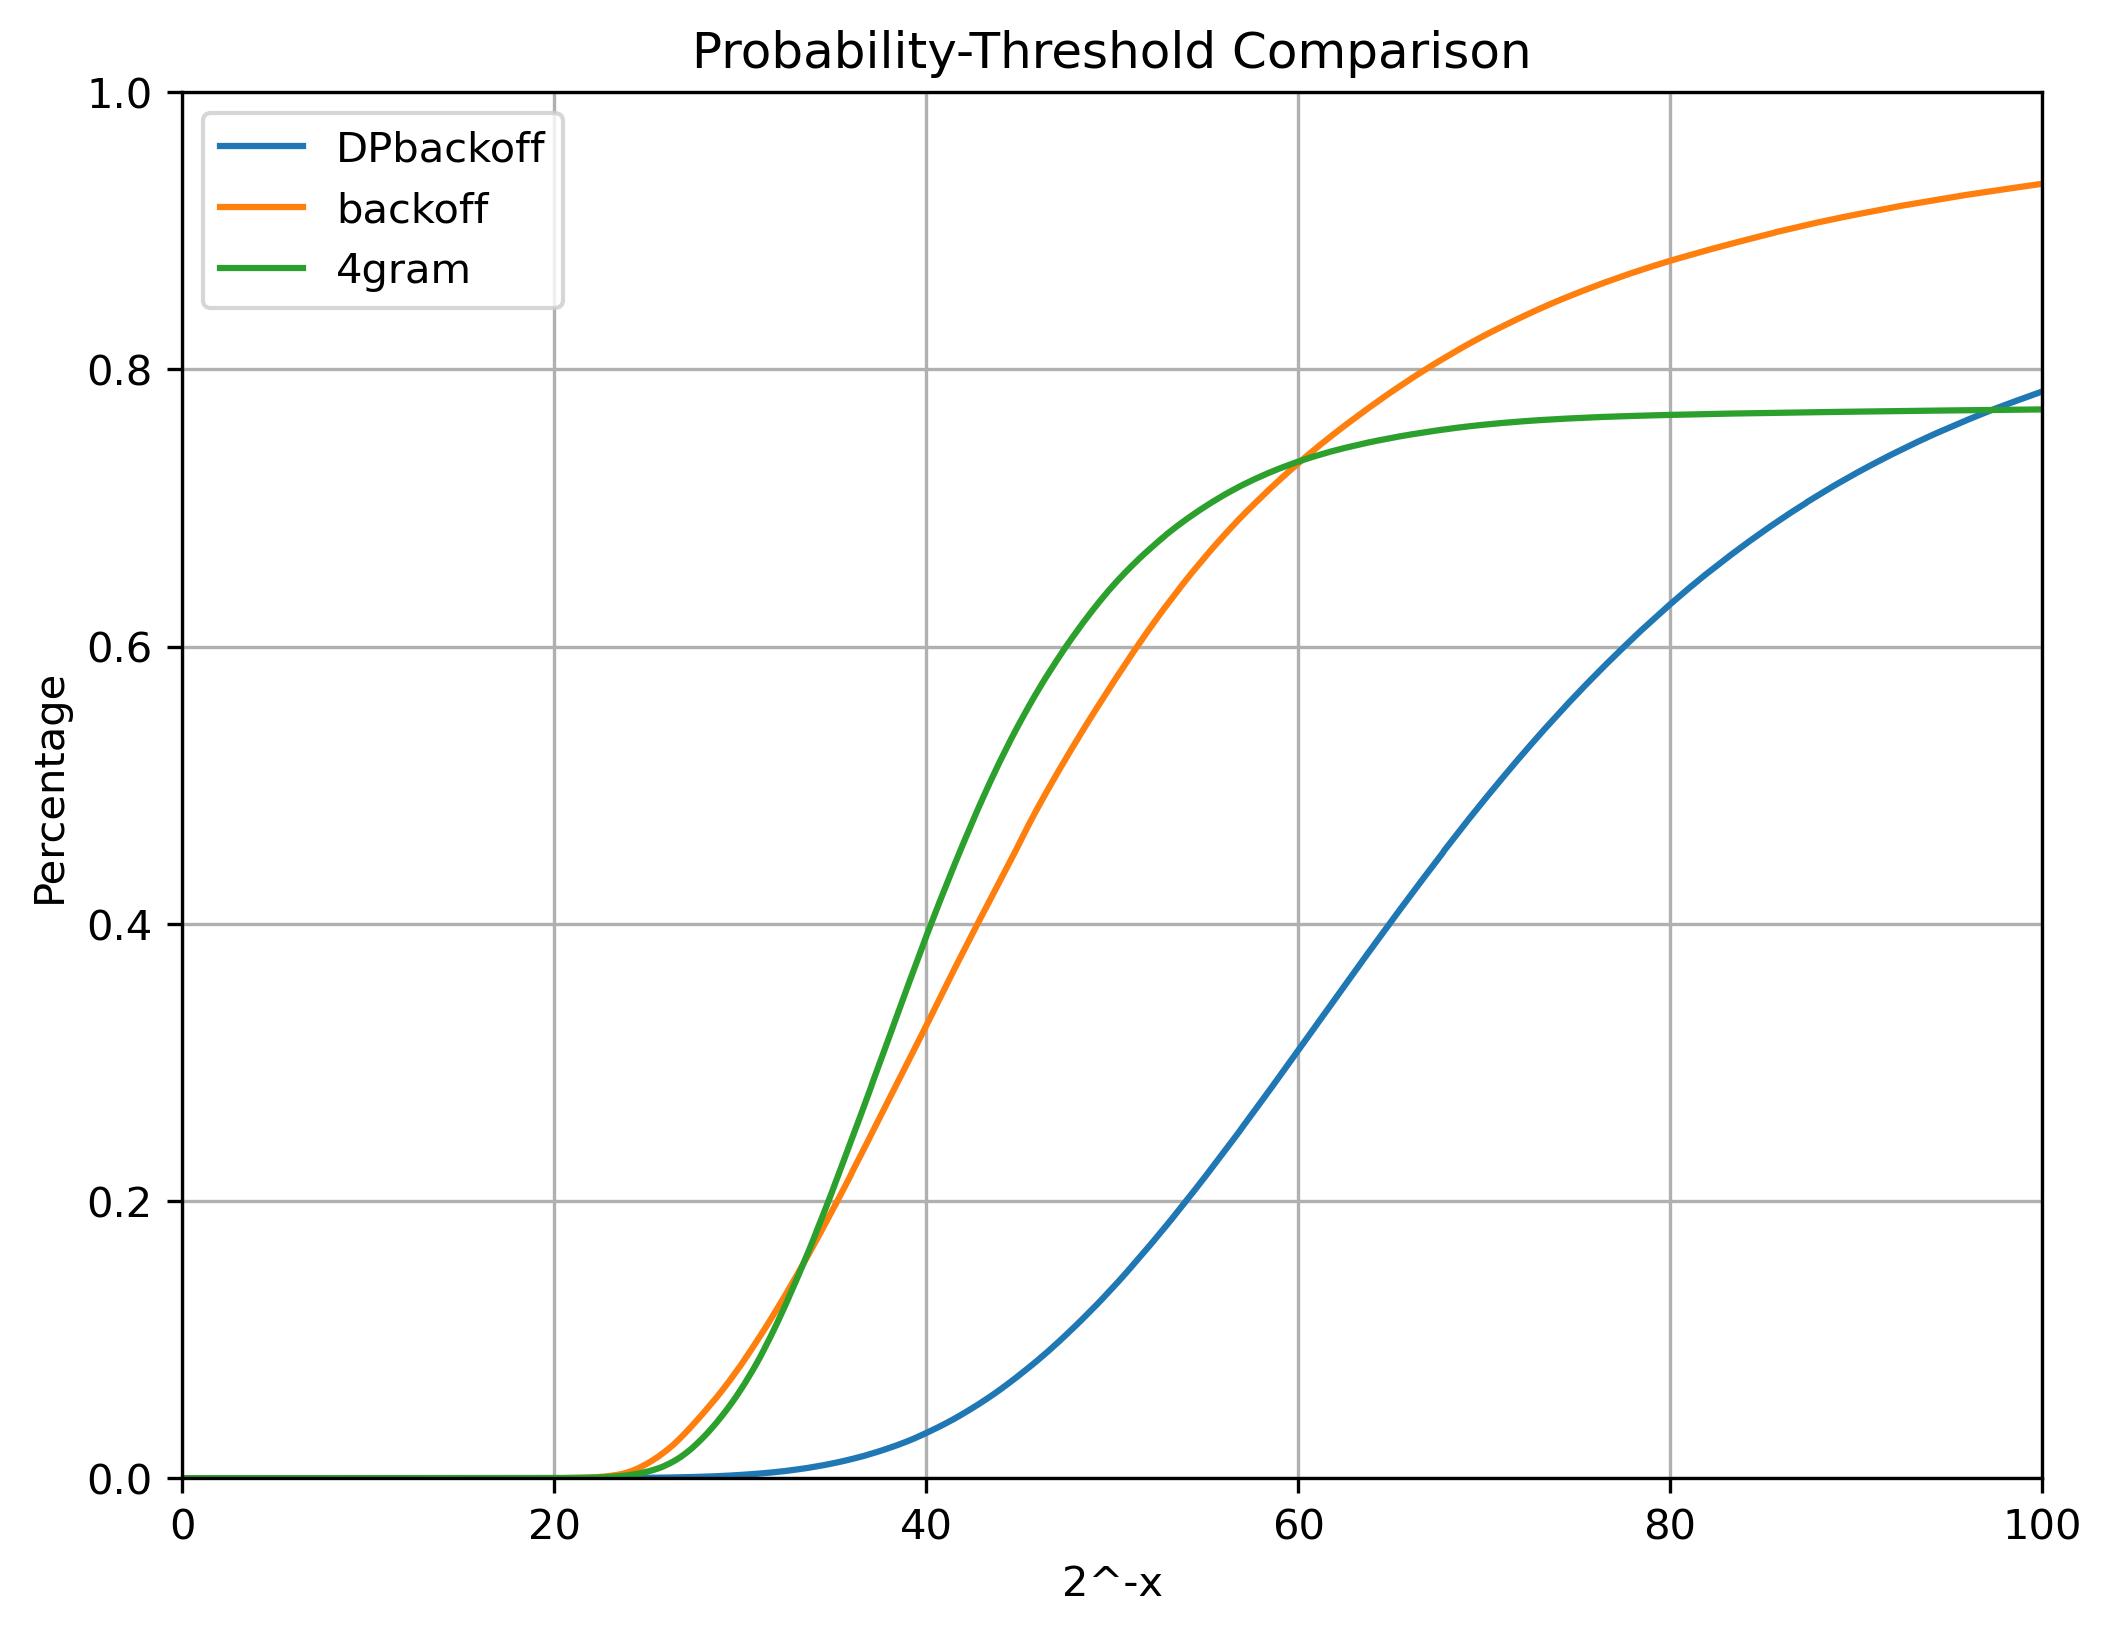 Probability-Threshold Comparison
DPbackoff
backoff
4gram
1.0
0.8
0.6
0.4
0.2
0.0
Percentage
0 20 40 60 80 100
2^-x